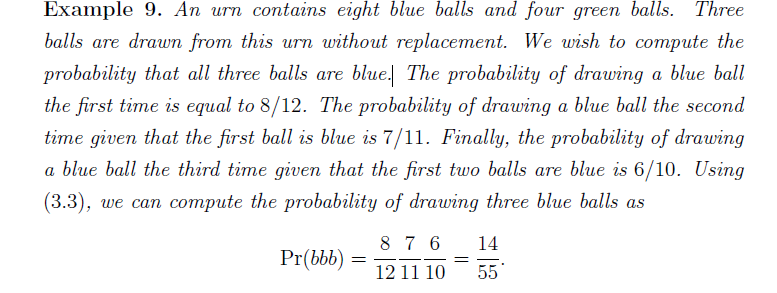 Example 9. An urn contains eight blue balls and four green balls. Three
balls are drawn from this urn without replacement. We wish to compute the
probability that all three balls are blue. The probability of drawing a blue ball
the first time is equal to 8/12. The probability of drawing a blue ball the second
time given that the first ball is blue is 7/11. Finally, the probability of drawing
a blue ball the third time given that the first two balls are blue is 6/10. Using
(3.3), we can compute the probability of drawing three blue balls as
Pr(bbb) = 8/12 7/11 6/10 = 14/55.